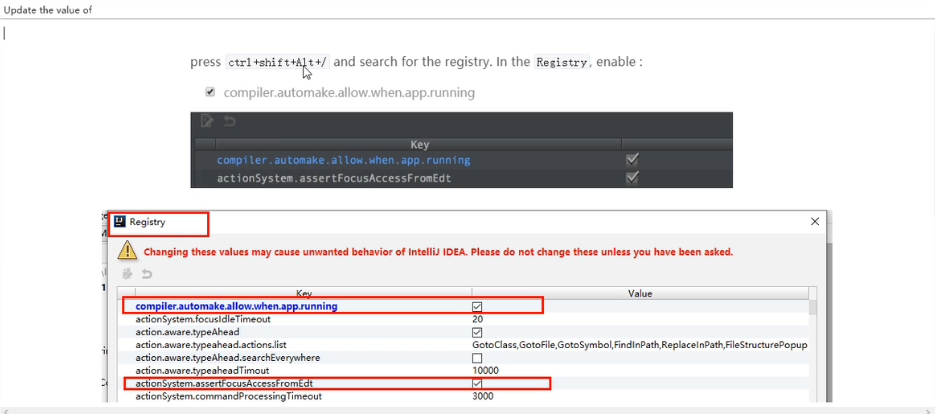 Update the value of
press ctrl+shift+Alt+/ and search for the registry. In the Registry, enable :
compiler.automake.allow.when.app.running
Key
compiler.automake.allow.when.app.running
actionSystem.assertFocusAccessFromEdt
Registry
Changing these values may cause unwanted behavior of IntelliJ IDEA. Please do not change these unless you have been asked.
Key Value
compiler.automake.allow.when.app.running
actionSystem.focusIdleTimeout 20
action.aware.typeAhead
action.aware.typeahead.actions.list GotoClass,GotoFile,GotoSymbol,FindInPath,ReplaceInPath,FileStructurePopup
action.aware.typeAhead.searchEverywhere
action.aware.typeaheadTimout 10000
actionSystem.assertFocusAccessFromEdt
actionSystem.commandProcessingTimeout 3000